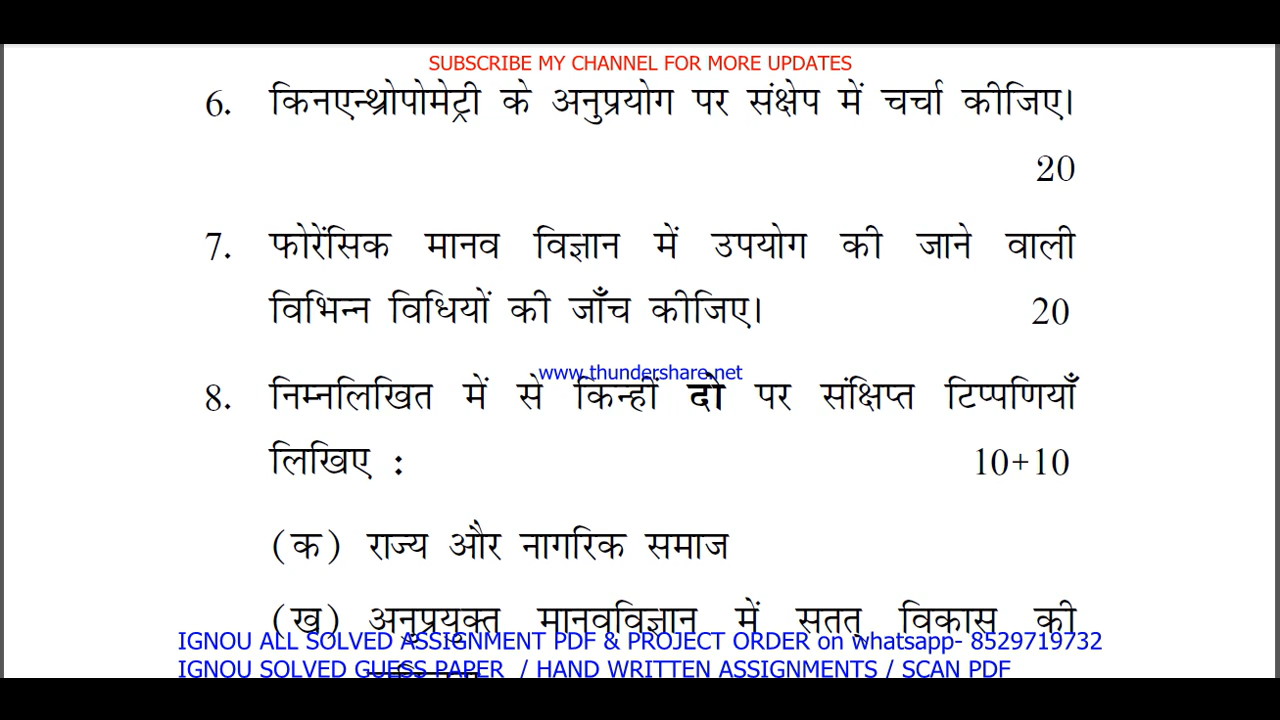 SUBSCRIBE MY CHANNEL FOR MORE UPDATES
6. किनएन्थ्रोपोमेट्री के अनुप्रयोग पर संक्षेप में चर्चा कीजिए।
20
7. फोरेंसिक मानव विज्ञान में उपयोग की जाने वाली
विभिन्न विधियों की जाँच कीजिए। 20
www.thundershare.net
8. निम्नलिखित में से किन्हीं दो पर संक्षिप्त टिप्पणियाँ
लिखिए : 10+10
(क) राज्य और नागरिक समाज
(ख) अनुप्रयुक्त मानवविज्ञान में सतत् विकास की
IGNOU ALL SOLVED ASSIGNMENT PDF & PROJECT ORDER on whatsapp- 8529719732
IGNOU SOLVED GUESS PAPER / HAND WRITTEN ASSIGNMENTS / SCAN PDF